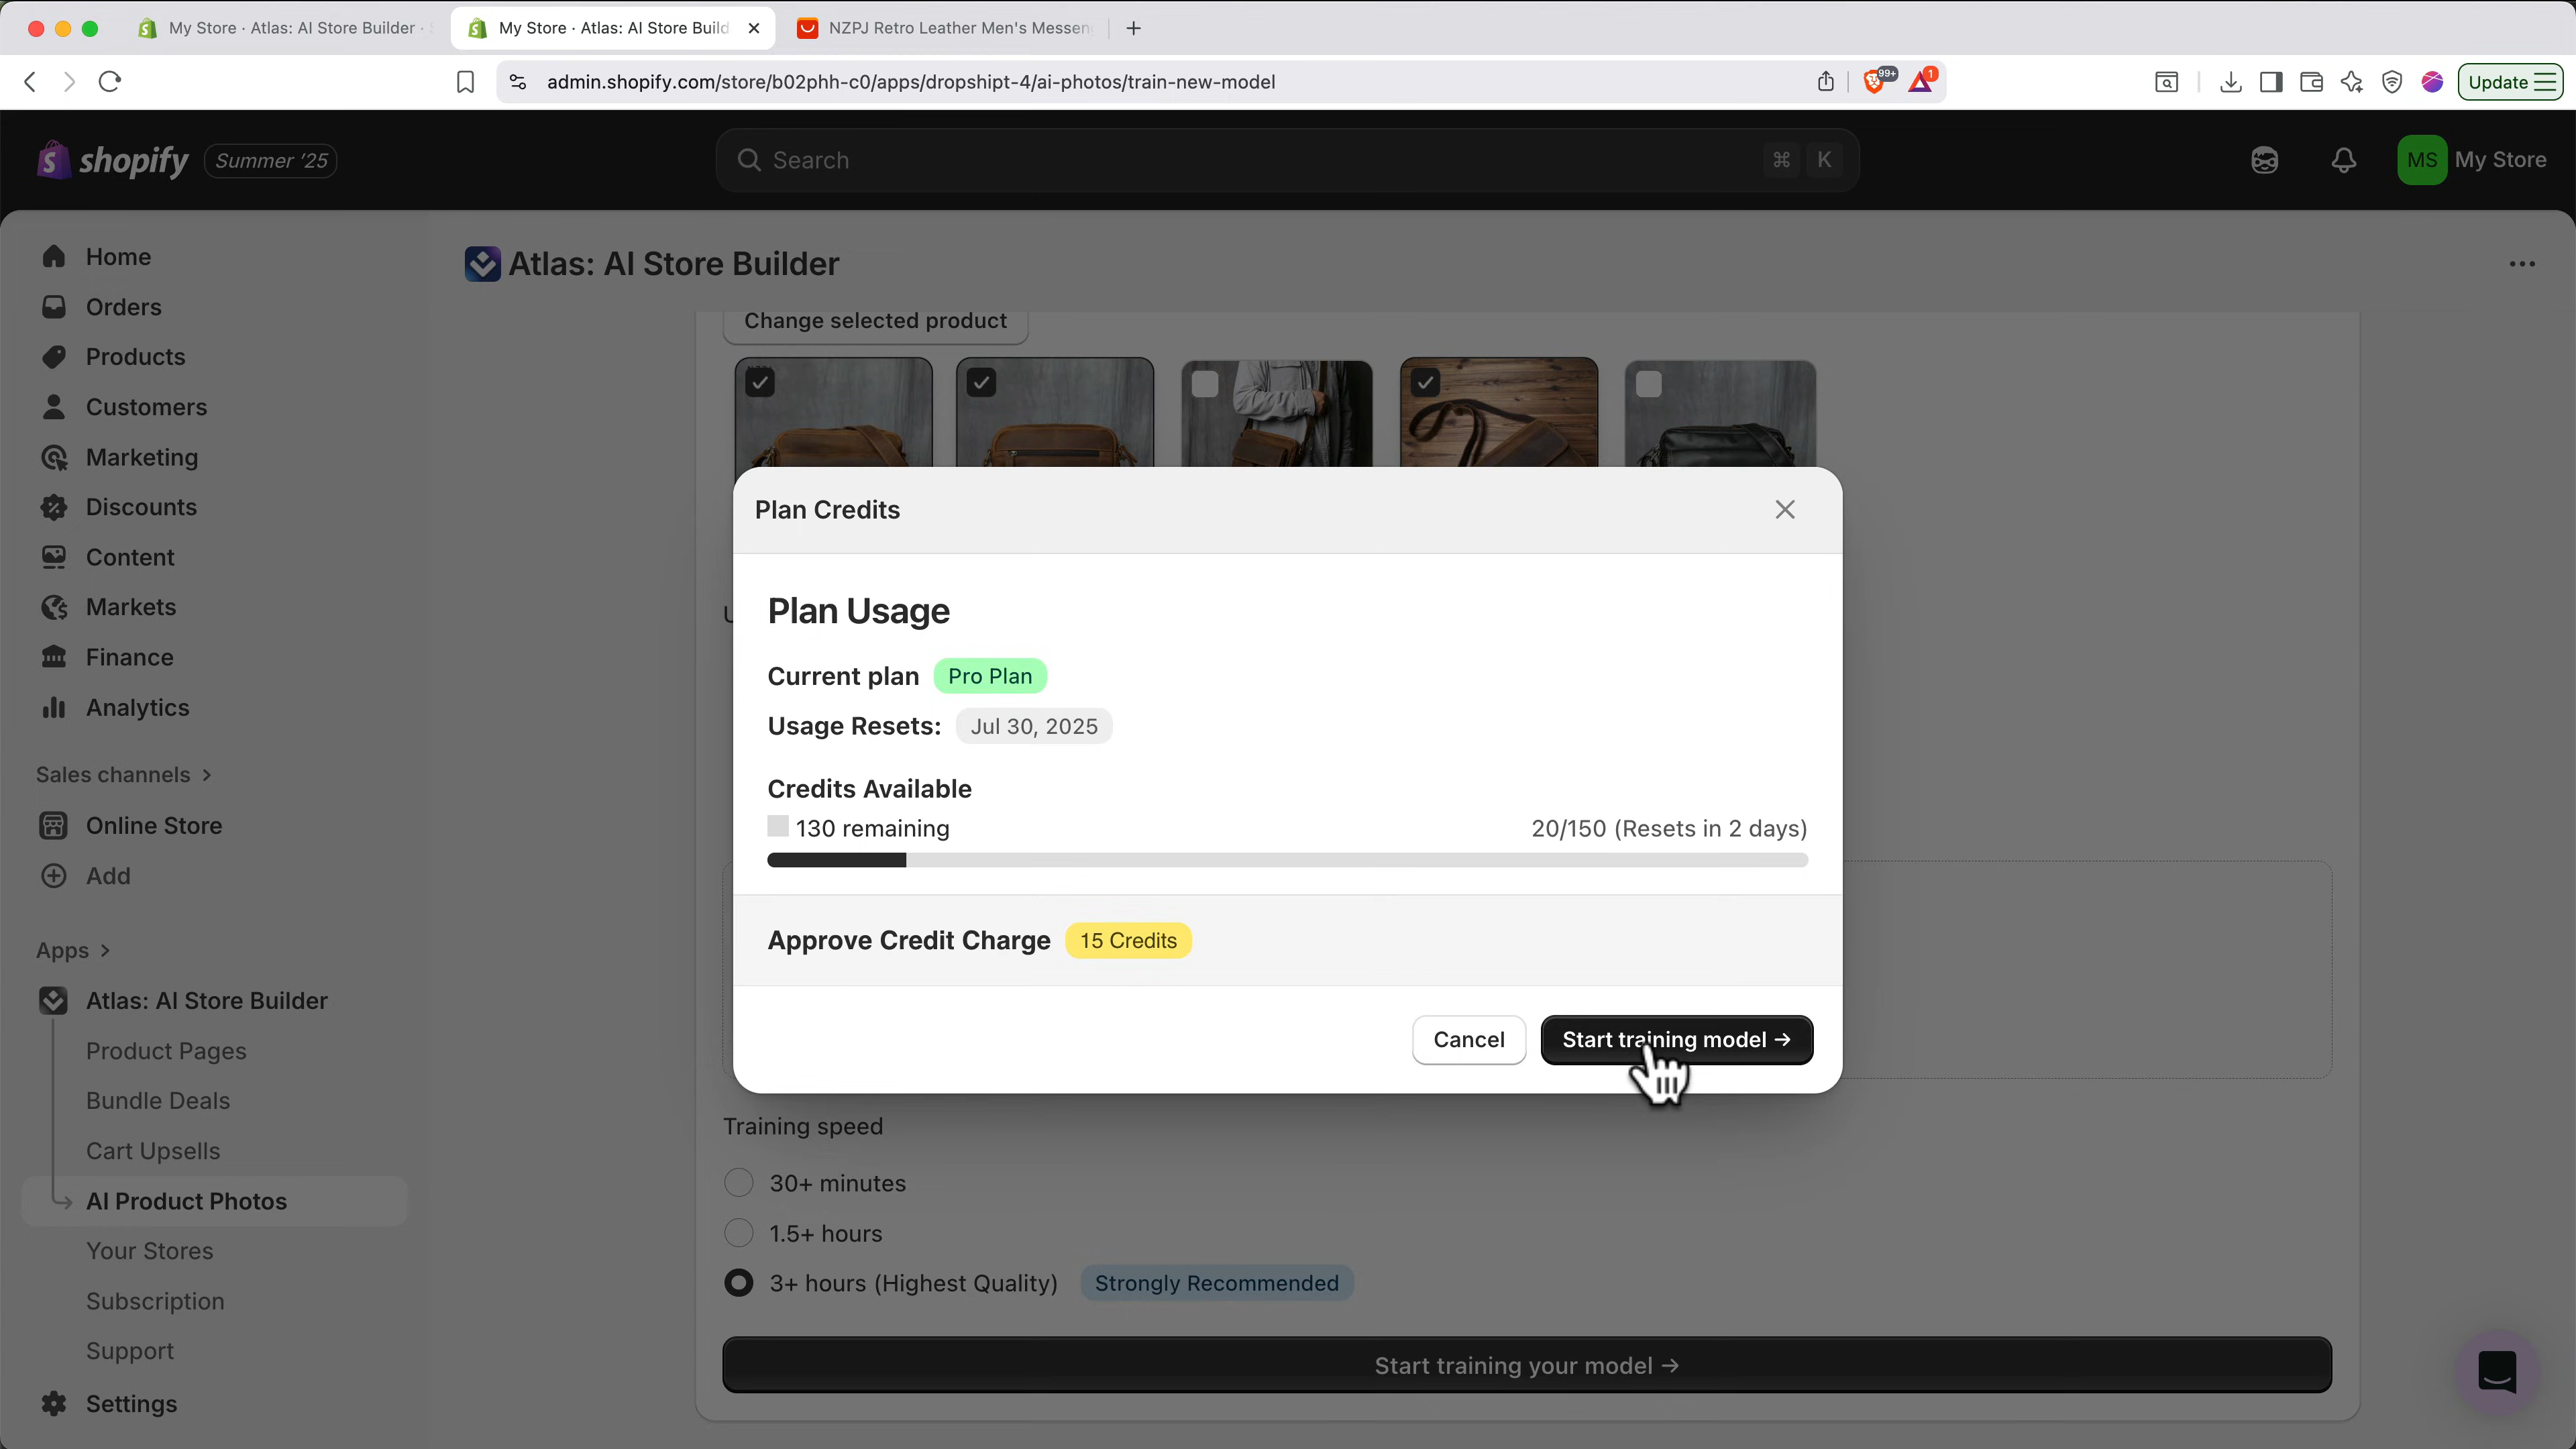 My Store · Atlas: AI Store Builder ·
My Store · Atlas: AI Store Build
NZPJ Retro Leather Men's Messen
admin.shopify.com/store/b02phh-c0/apps/dropshipt-4/ai-photos/train-new-model
99+
1
Update
shopify
Summer '25
Search
⌘ K
MS
My Store
Home
Orders
Products
Customers
Marketing
Discounts
Content
Markets
Finance
Analytics
Sales channels >
Online Store
Add
Apps >
Atlas: AI Store Builder
Product Pages
Bundle Deals
Cart Upsells
AI Product Photos
Your Stores
Subscription
Support
Settings
Atlas: AI Store Builder
Change selected product
Plan Credits
Plan Usage
Current plan Pro Plan
Usage Resets: Jul 30, 2025
Credits Available
130 remaining 20/150 (Resets in 2 days)
Approve Credit Charge 15 Credits
Cancel
Start training model →
Training speed
30+ minutes
1.5+ hours
3+ hours (Highest Quality) Strongly Recommended
Start training your model →